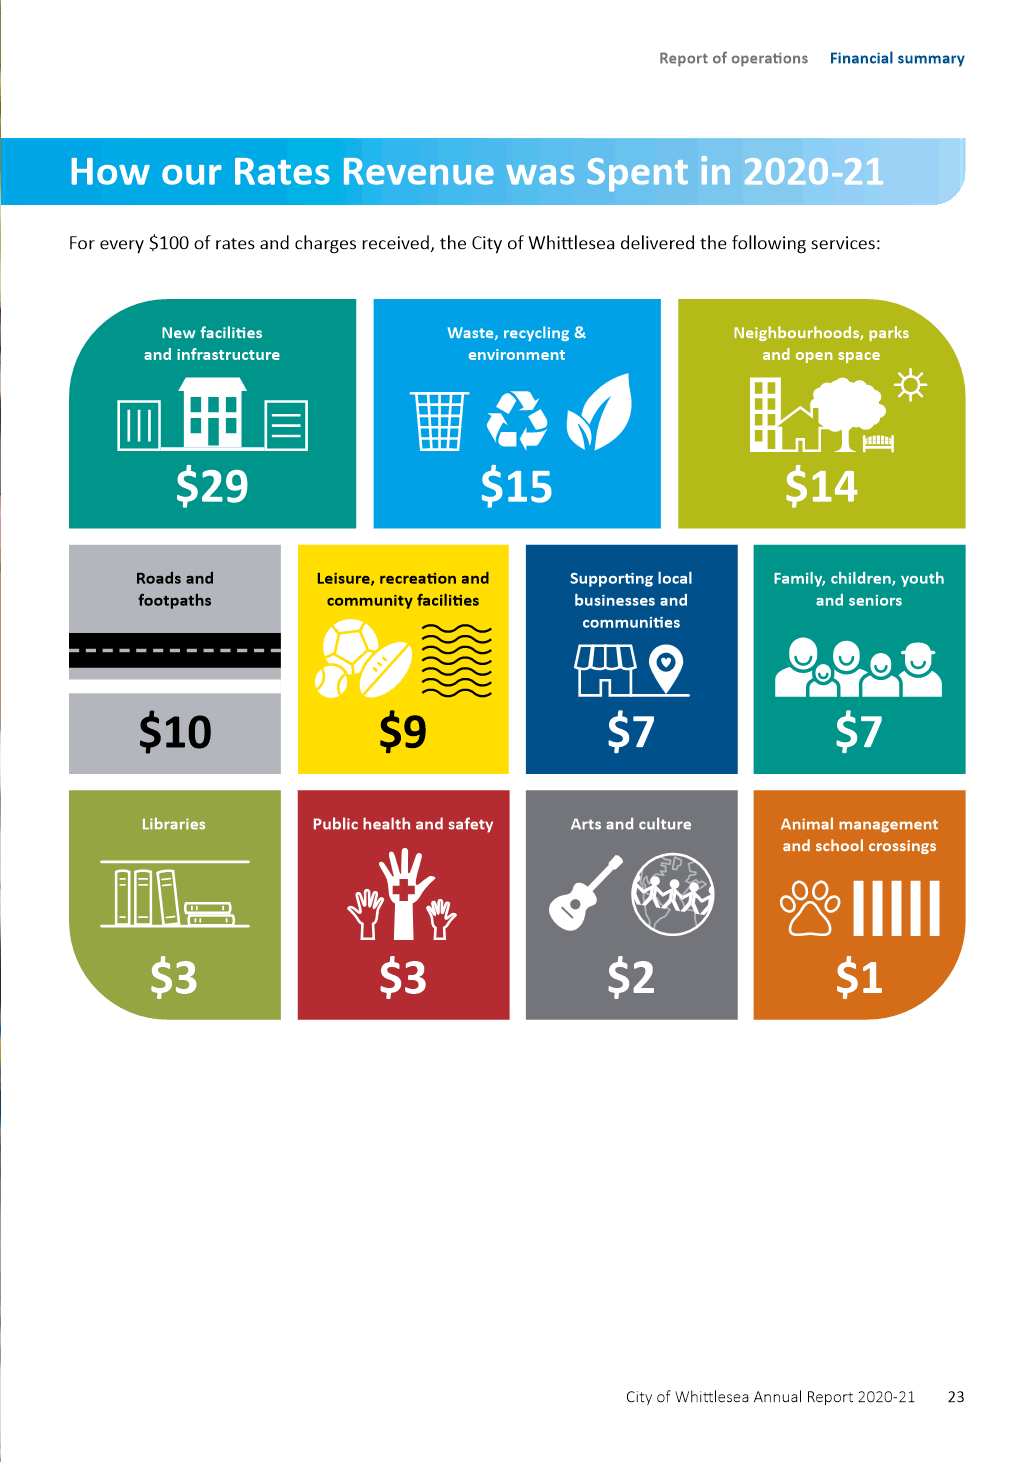 Report of operations Financial summary
How our Rates Revenue was Spent in 2020-21
For every $100 of rates and charges received, the City of Whittlesea delivered the following services:
New facilities
and infrastructure
$29
Waste, recycling &
environment
$15
Neighbourhoods, parks
and open space
$14
Roads and
footpaths
$10
Leisure, recreation and
community facilities
$9
Supporting local
businesses and
communities
$7
Family, children, youth
and seniors
$7
Libraries
$3
Public health and safety
$3
Arts and culture
$2
Animal management
and school crossings
$1
City of Whittlesea Annual Report 2020-21 23